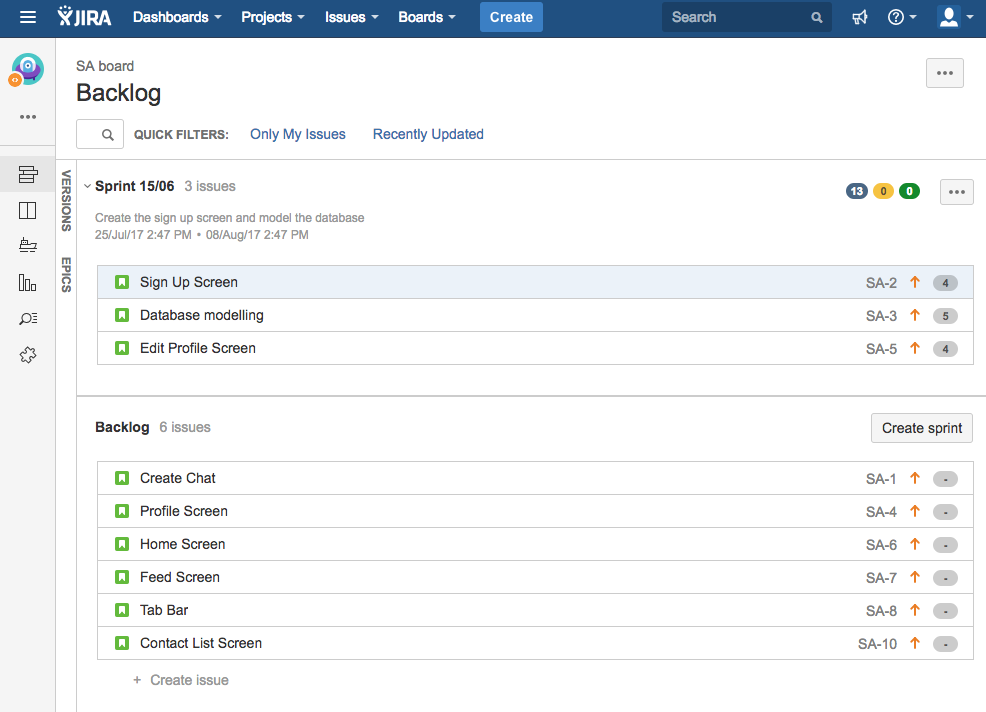 JIRA Dashboards Projects Issues Boards Create Search
SA board
Backlog
QUICK FILTERS: Only My Issues Recently Updated
VERSIONS
EPICS
Sprint 15/06 3 issues 13 0 0
Create the sign up screen and model the database
25/Jul/17 2:47 PM • 08/Aug/17 2:47 PM
Sign Up Screen SA-2 4
Database modelling SA-3 5
Edit Profile Screen SA-5 4
Backlog 6 issues Create sprint
Create Chat SA-1 -
Profile Screen SA-4 -
Home Screen SA-6 -
Feed Screen SA-7 -
Tab Bar SA-8 -
Contact List Screen SA-10 -
+ Create issue